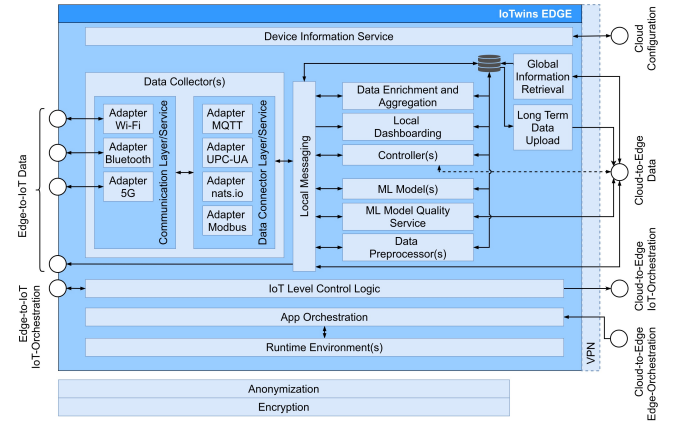 IoTwins EDGE
Device Information Service
Cloud
Configuration
Data Collector(s)
Global
Information
Retrieval
Adapter
Wi-Fi
Adapter
Bluetooth
Adapter
5G
Communication Layer/Service
Adapter
MQTT
Adapter
UPC-UA
Adapter
nats.io
Adapter
Modbus
Data Connector Layer/Service
Local Messaging
Data Enrichment and
Aggregation
Local
Dashboarding
Controller(s)
ML Model(s)
ML Model Quality
Service
Data
Preprocessor(s)
Long Term
Data
Upload
Edge-to-IoT Data
Cloud-to-Edge
Data
Edge-to-IoT
IoT-Orchestration
IoT Level Control Logic
Cloud-to-Edge
IoT-Orchestration
App Orchestration
Runtime Environment(s)
VPN
Cloud-to-Edge
Edge-Orchestration
Anonymization
Encryption